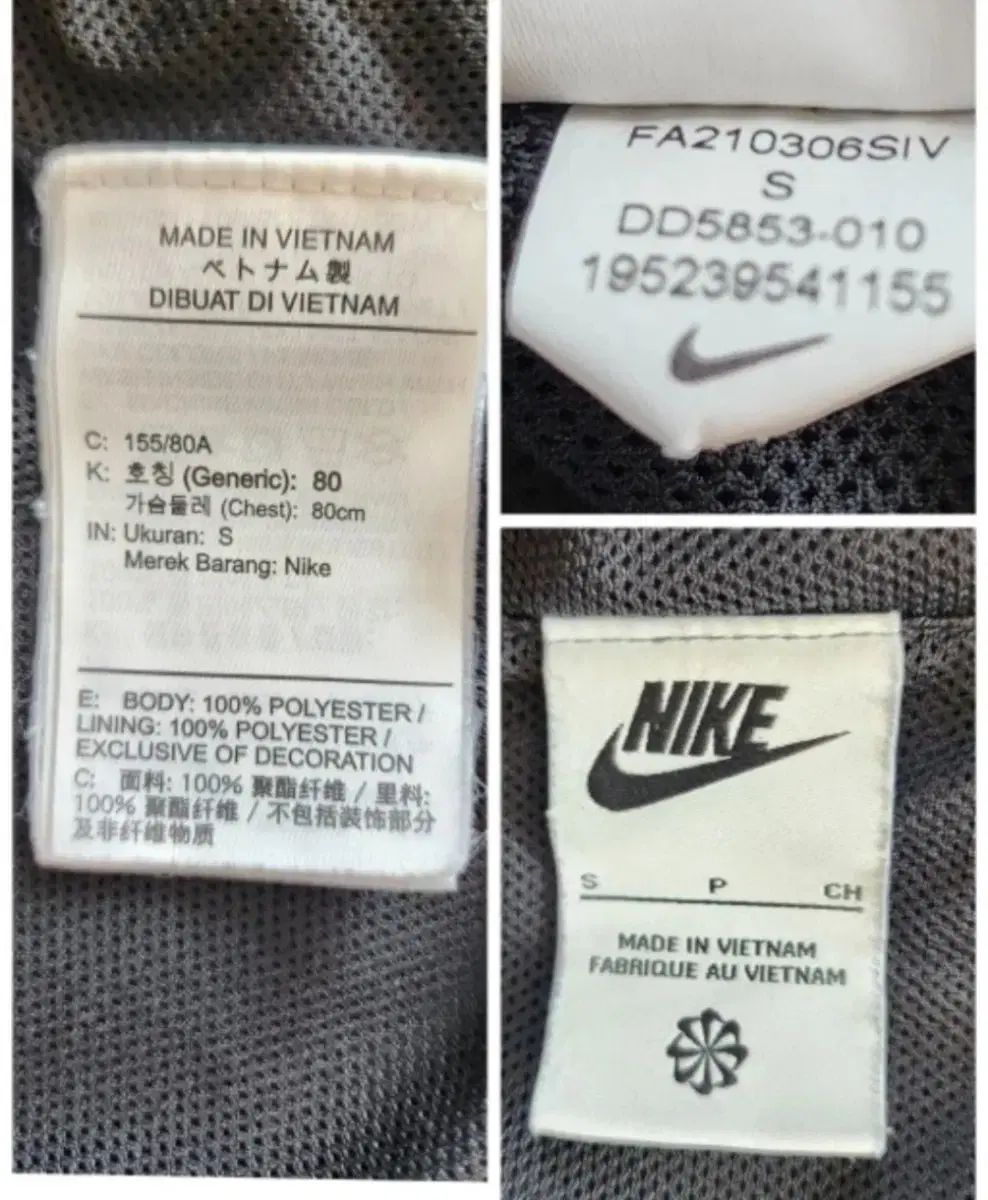 MADE IN VIETNAM
ベトナム製
DIBUAT DI VIETNAM
C: 155/80A
K: 호칭 (Generic): 80
가슴둘레 (Chest): 80cm
IN: Ukuran: S
Merek Barang: Nike
E: BODY: 100% POLYESTER /
LINING: 100% POLYESTER /
EXCLUSIVE OF DECORATION
C: 面料: 100% 聚酯纤维 / 里料:
100% 聚酯纤维 / 不包括装饰部分
及非纤维物质
FA210306SIV
S
DD5853-010
195239541155
NIKE
S P CH
MADE IN VIETNAM
FABRIQUE AU VIETNAM